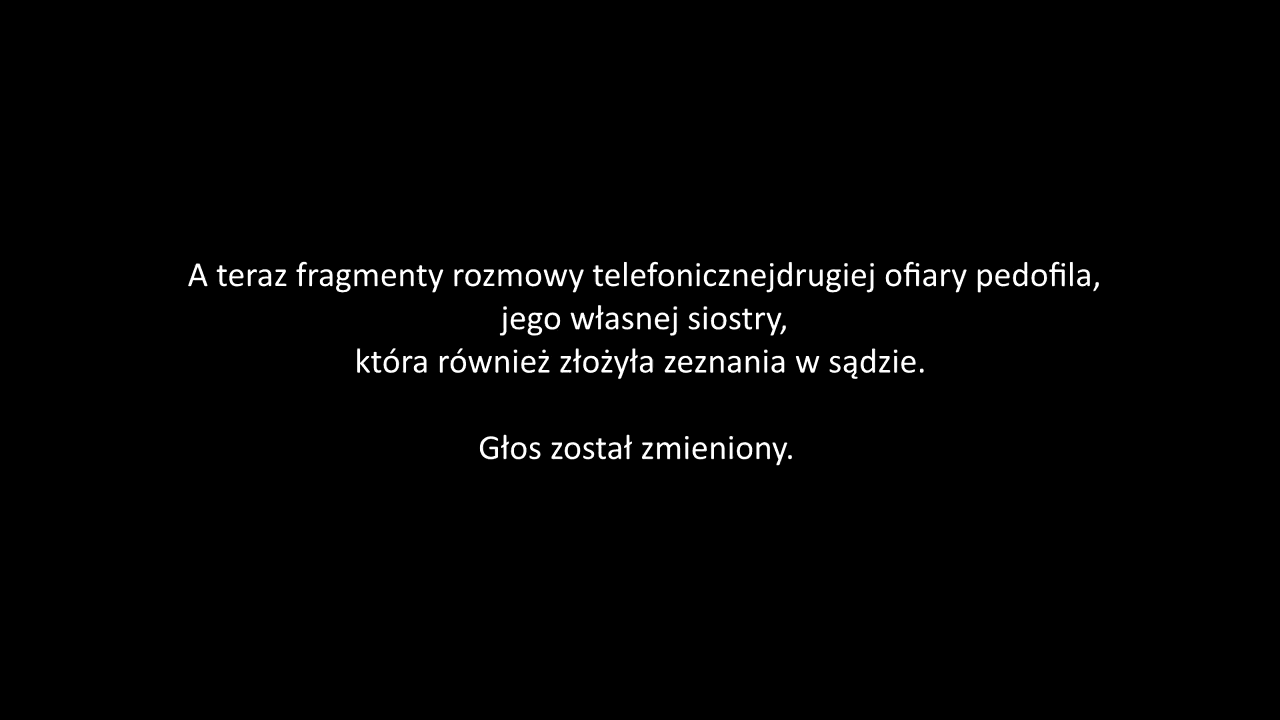 A teraz fragmenty rozmowy telefonicznejdrugiej ofiary pedofila,
jego własnej siostry,
która również złożyła zeznania w sądzie.
Głos został zmieniony.